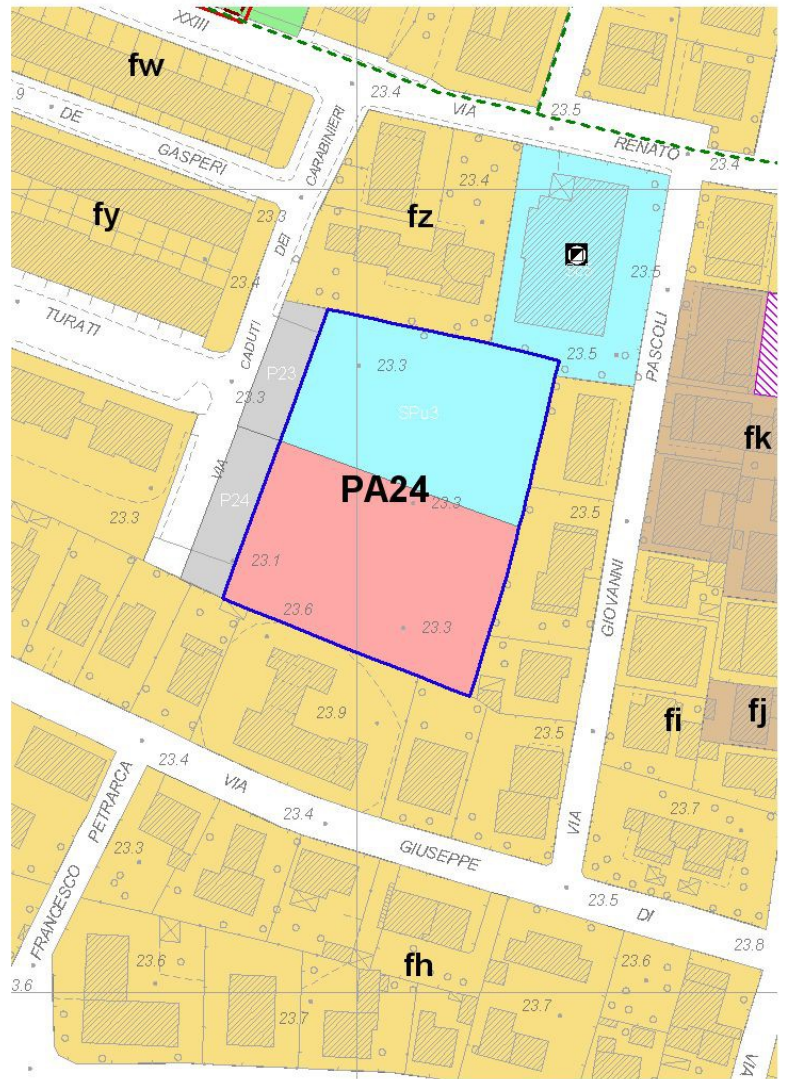 XXIII
fw
23.4
VIA
23.5
.9
DE
GASPERI
CARABINIERI
RENATO
23.4
23.4
fy
23.3
DEI
fz
23.4
23.5
TURATI
CADUTI
23.3
23.5
PASCOLI
P23
23.3
SPu3
fk
VIA
PA24
P24
23.3
23.5
23.3
23.1
23.6
23.3
GIOVANNI
23.9
23.5
fi
fj
23.4
VIA
PETRARCA
23.4
23.7
23.3
GIUSEPPE
VIA
FRANCESCO
23.5
DI
23.8
fh
23.6
23.6
3.6
23.7
23.7
VIA